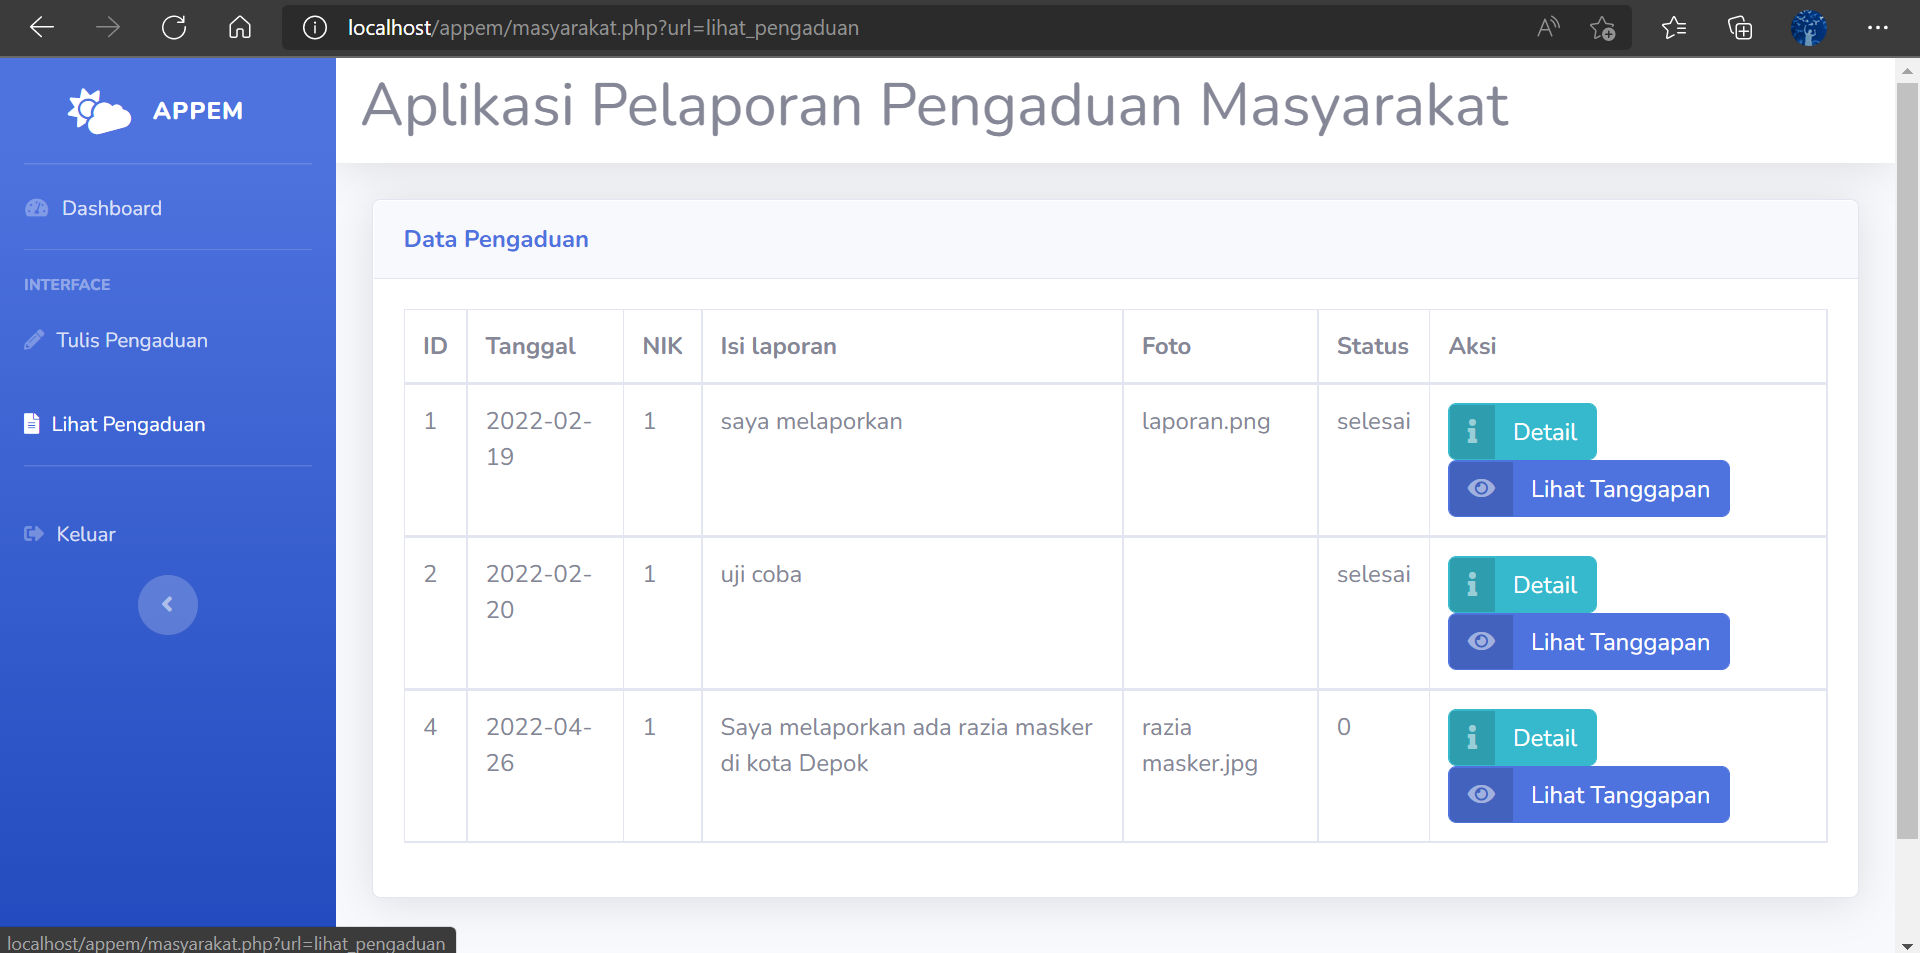 localhost/appem/masyarakat.php?url=lihat_pengaduan
APPEM
Aplikasi Pelaporan Pengaduan Masyarakat
Dashboard
INTERFACE
Tulis Pengaduan
Lihat Pengaduan
Keluar
Data Pengaduan
ID Tanggal NIK Isi laporan Foto Status Aksi
1 2022-02- 1 saya melaporkan laporan.png selesai Detail
19
Lihat Tanggapan
2 2022-02- 1 uji coba selesai Detail
20
Lihat Tanggapan
4 2022-04- 1 Saya melaporkan ada razia masker razia 0 Detail
26 di kota Depok masker.jpg
Lihat Tanggapan
localhost/appem/masyarakat.php?url=lihat_pengaduan